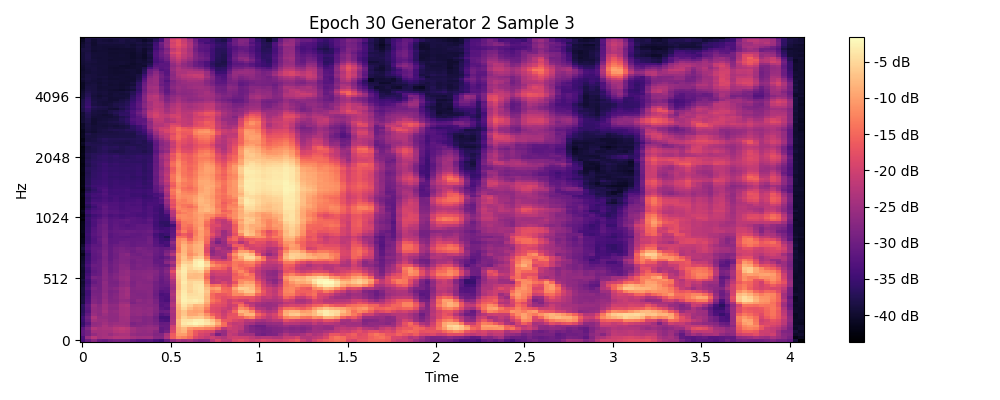 Epoch 30 Generator 2 Sample 3
Hz
4096
2048
1024
512
0
0
0.5
1
1.5
2
2.5
3
3.5
4
Time
-5 dB
-10 dB
-15 dB
-20 dB
-25 dB
-30 dB
-35 dB
-40 dB